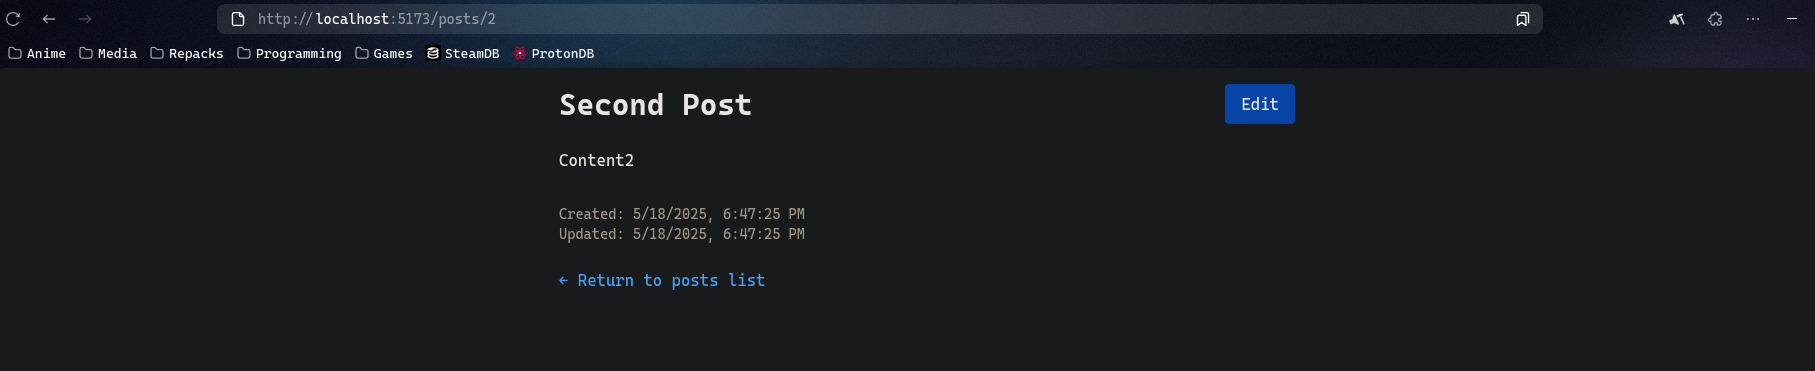 http://localhost:5173/posts/2
Anime Media Repacks Programming Games SteamDB ProtonDB
Second Post
Edit
Content2
Created: 5/18/2025, 6:47:25 PM
Updated: 5/18/2025, 6:47:25 PM
← Return to posts list